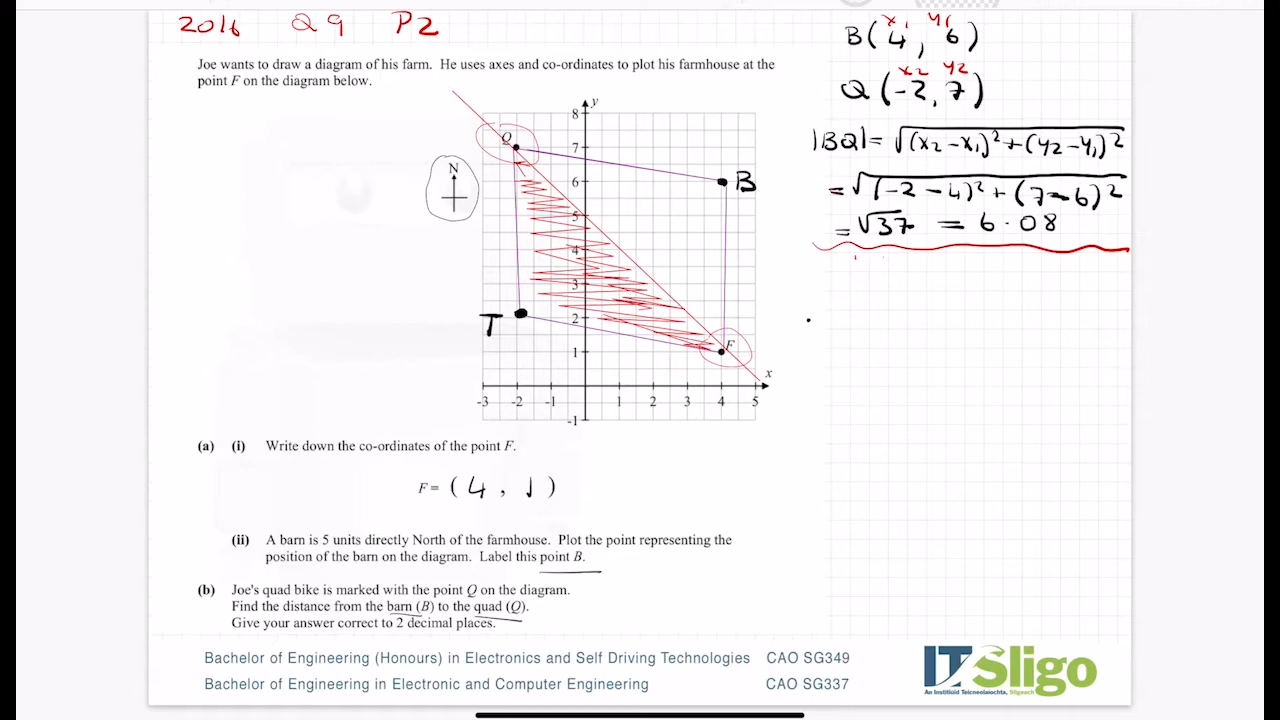 2016 Q9 P2
Joe wants to draw a diagram of his farm. He uses axes and co-ordinates to plot his farmhouse at the
point F on the diagram below.
y
8
7
6
5
4
3
2
1
-1
-3 -2 -1 1 2 3 4 5
x
Q
B
T
F
N
(a) (i) Write down the co-ordinates of the point F.
F = (4, 1)
(ii) A barn is 5 units directly North of the farmhouse. Plot the point representing the
position of the barn on the diagram. Label this point B.
(b) Joe's quad bike is marked with the point Q on the diagram.
Find the distance from the barn (B) to the quad (Q).
Give your answer correct to 2 decimal places.
x1 y1
B(4, 6)
x2 y2
Q(-2, 7)
|BQ| = √(x2 - x1)² + (y2 - y1)²
= √(-2 - 4)² + (7 - 6)²
= √37 = 6.08
Bachelor of Engineering (Honours) in Electronics and Self Driving Technologies CAO SG349
Bachelor of Engineering in Electronic and Computer Engineering CAO SG337
IT Sligo
An Institiúid Teicneolaíochta, Sligeach